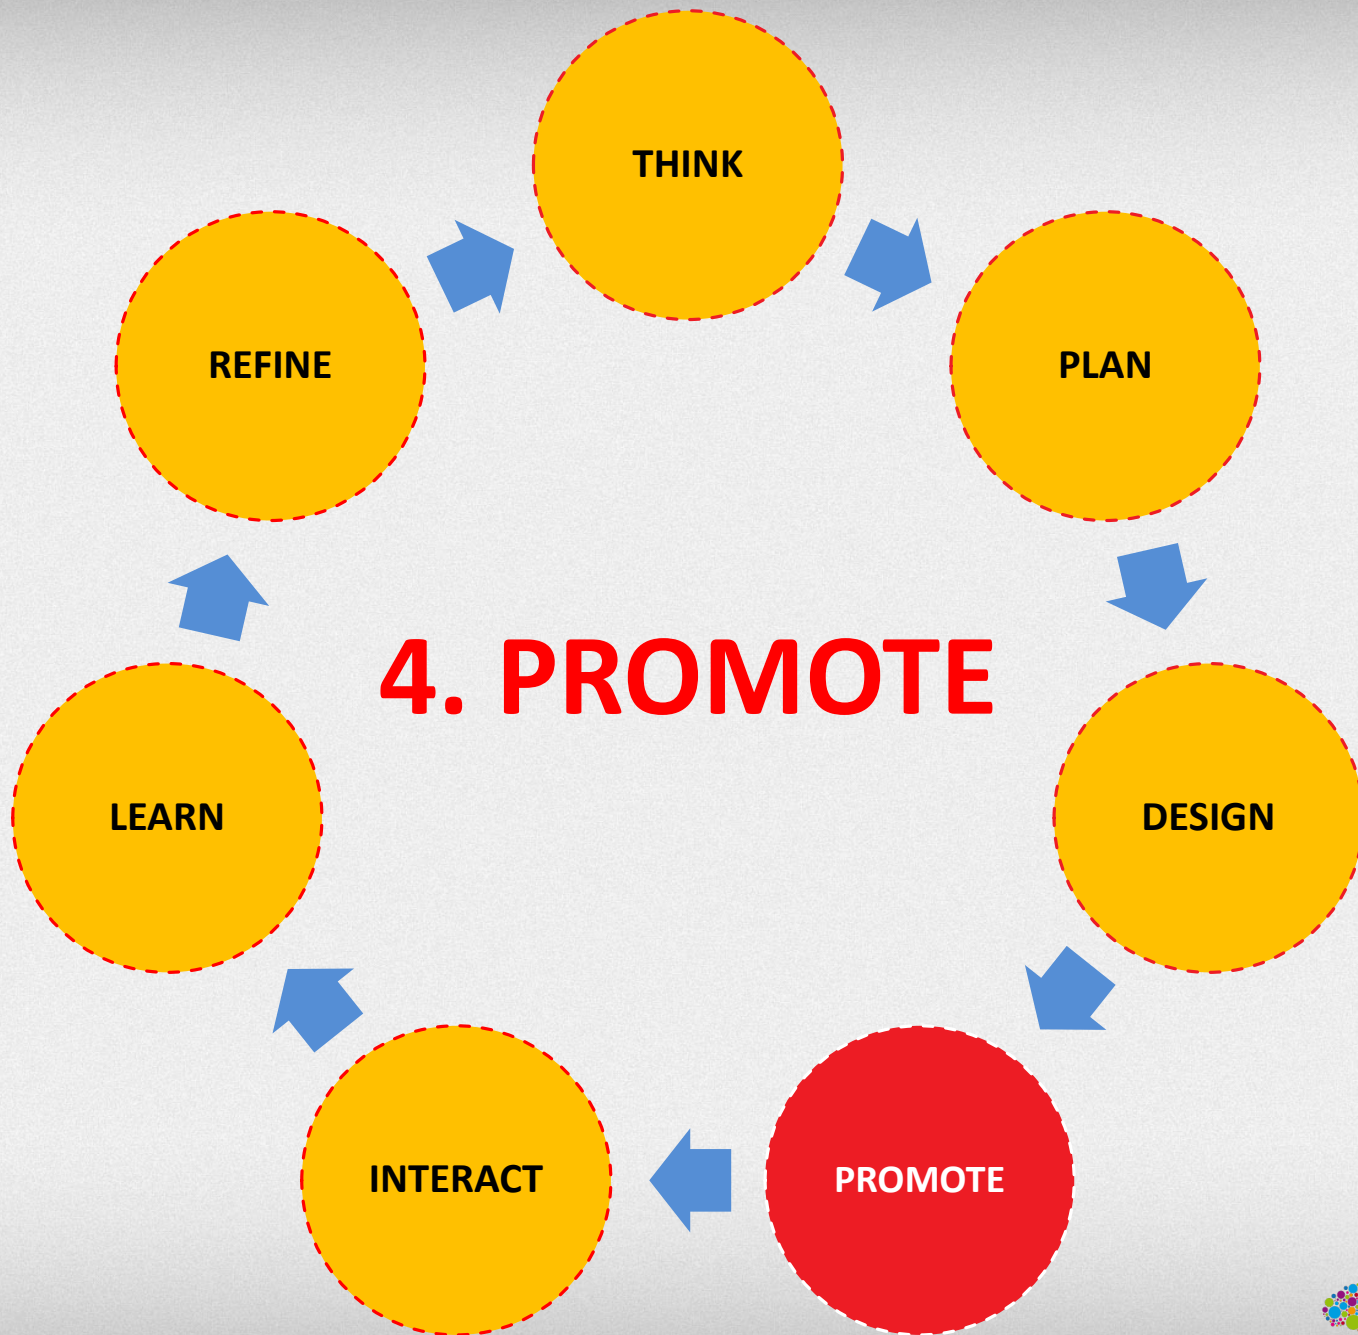 THINK
PLAN
DESIGN
PROMOTE
INTERACT
LEARN
REFINE
4. PROMOTE